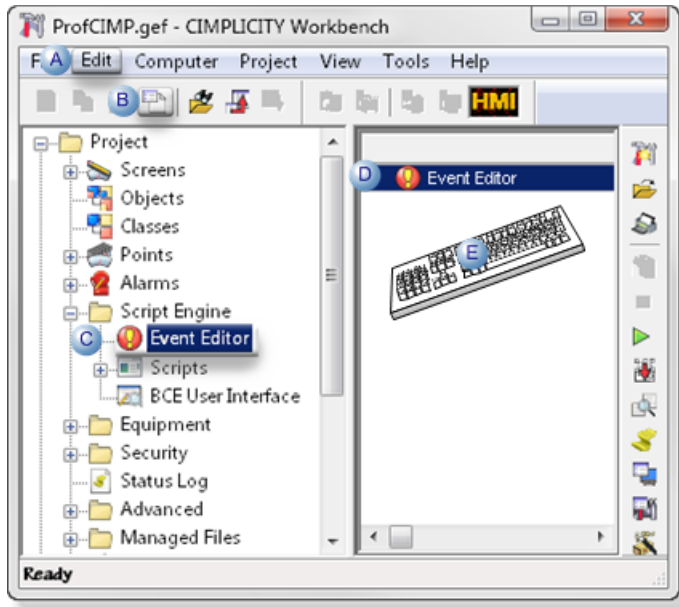 ProfCIMP.gef - CIMPLICITY Workbench
F A Edit Computer Project View Tools Help
B HMI
Project
Screens
Objects
Classes
Points
Alarms
Script Engine
C Event Editor
Scripts
BCE User Interface
Equipment
Security
Status Log
Advanced
Managed Files
D Event Editor
E
Ready